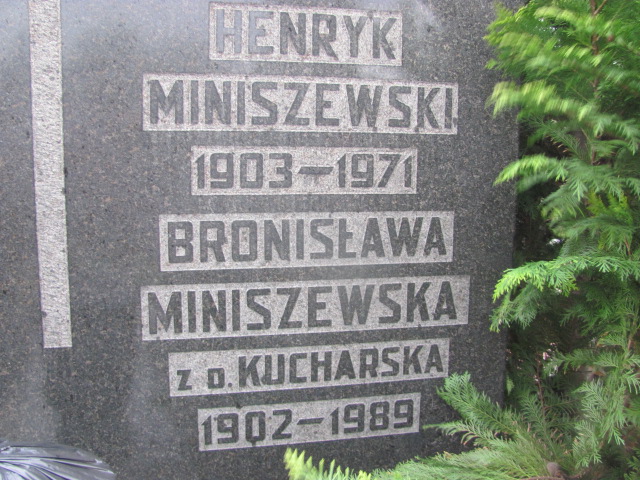 HENRYK
MINISZEWSKI
1903-1971
BRONISŁAWA
MINISZEWSKA
Z D. KUCHARSKA
1902-1989